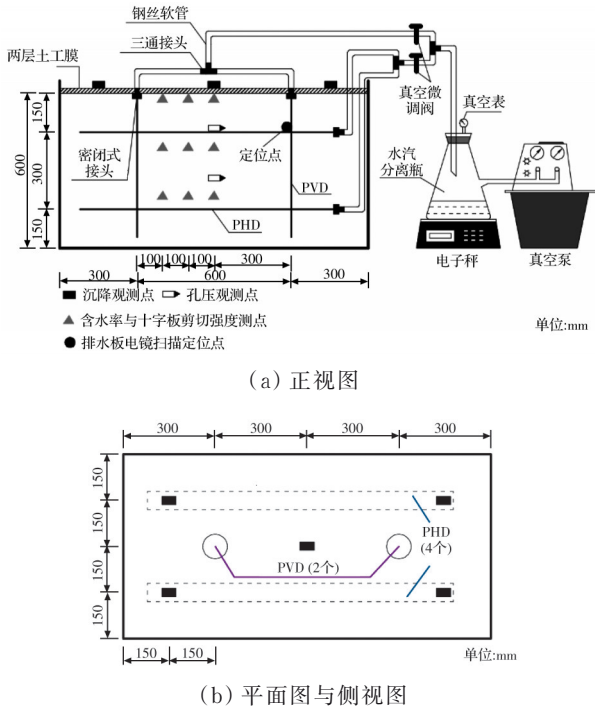 钢丝软管
三通接头
两层土工膜
真空微
调阀
真空表
水汽
分离瓶
150
600
300
150
密闭式
接头
定位点
PVD
PHD
电子秤
真空泵
100 100 100 300
300 600 300
沉降观测点 孔压观测点
含水率与十字板剪切强度测点
排水板电镜扫描定位点
单位:mm
(a) 正视图
300 300 300 300
150
150
150
150
PHD
(4个)
PVD (2个)
150 150
单位:mm
(b) 平面图与侧视图